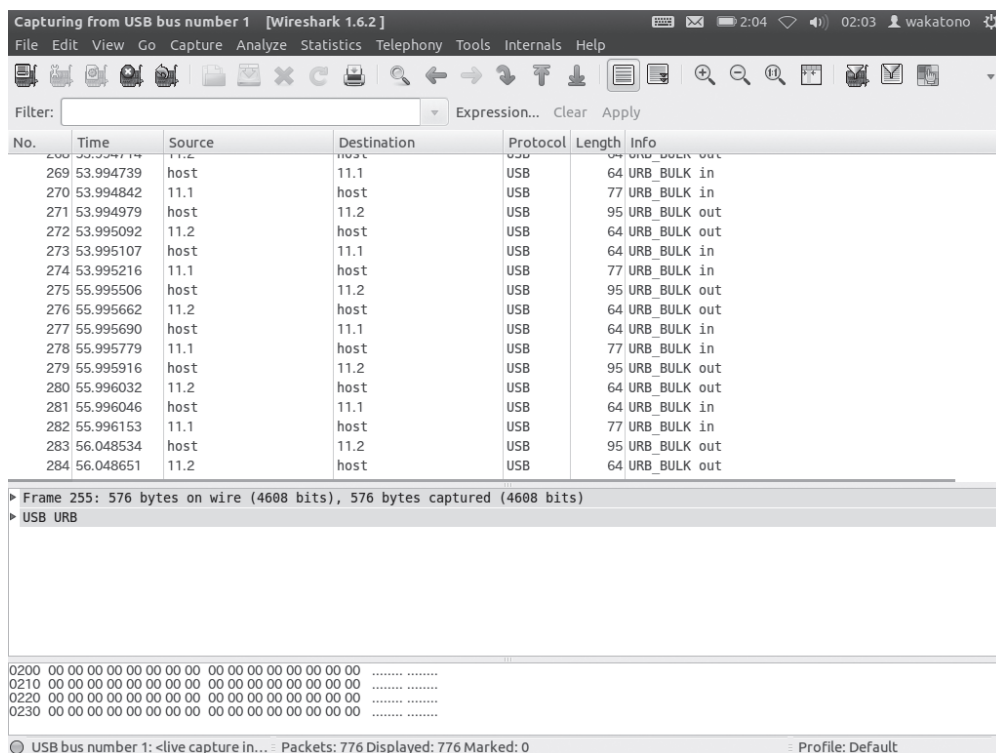 Capturing from USB bus number 1 [Wireshark 1.6.2 ] 2:04 02:03 wakatono
File Edit View Go Capture Analyze Statistics Telephony Tools Internals Help
Filter: Expression... Clear Apply
No. Time Source Destination Protocol Length Info
268 53.994714 11.2 host USB 64 URB_BULK out
269 53.994739 host 11.1 USB 64 URB_BULK in
270 53.994842 11.1 host USB 77 URB_BULK in
271 53.994979 host 11.2 USB 95 URB_BULK out
272 53.995092 11.2 host USB 64 URB_BULK out
273 53.995107 host 11.1 USB 64 URB_BULK in
274 53.995216 11.1 host USB 77 URB_BULK in
275 55.995506 host 11.2 USB 95 URB_BULK out
276 55.995662 11.2 host USB 64 URB_BULK out
277 55.995690 host 11.1 USB 64 URB_BULK in
278 55.995779 11.1 host USB 77 URB_BULK in
279 55.995916 host 11.2 USB 95 URB_BULK out
280 55.996032 11.2 host USB 64 URB_BULK out
281 55.996046 host 11.1 USB 64 URB_BULK in
282 55.996153 11.1 host USB 77 URB_BULK in
283 56.048534 host 11.2 USB 95 URB_BULK out
284 56.048651 11.2 host USB 64 URB_BULK out
Frame 255: 576 bytes on wire (4608 bits), 576 bytes captured (4608 bits)
USB URB
0200 00 00 00 00 00 00 00 00 00 00 00 00 00 00 00 00 ........ ........
0210 00 00 00 00 00 00 00 00 00 00 00 00 00 00 00 00 ........ ........
0220 00 00 00 00 00 00 00 00 00 00 00 00 00 00 00 00 ........ ........
0230 00 00 00 00 00 00 00 00 00 00 00 00 00 00 00 00 ........ ........
USB bus number 1: <live capture in... Packets: 776 Displayed: 776 Marked: 0 Profile: Default